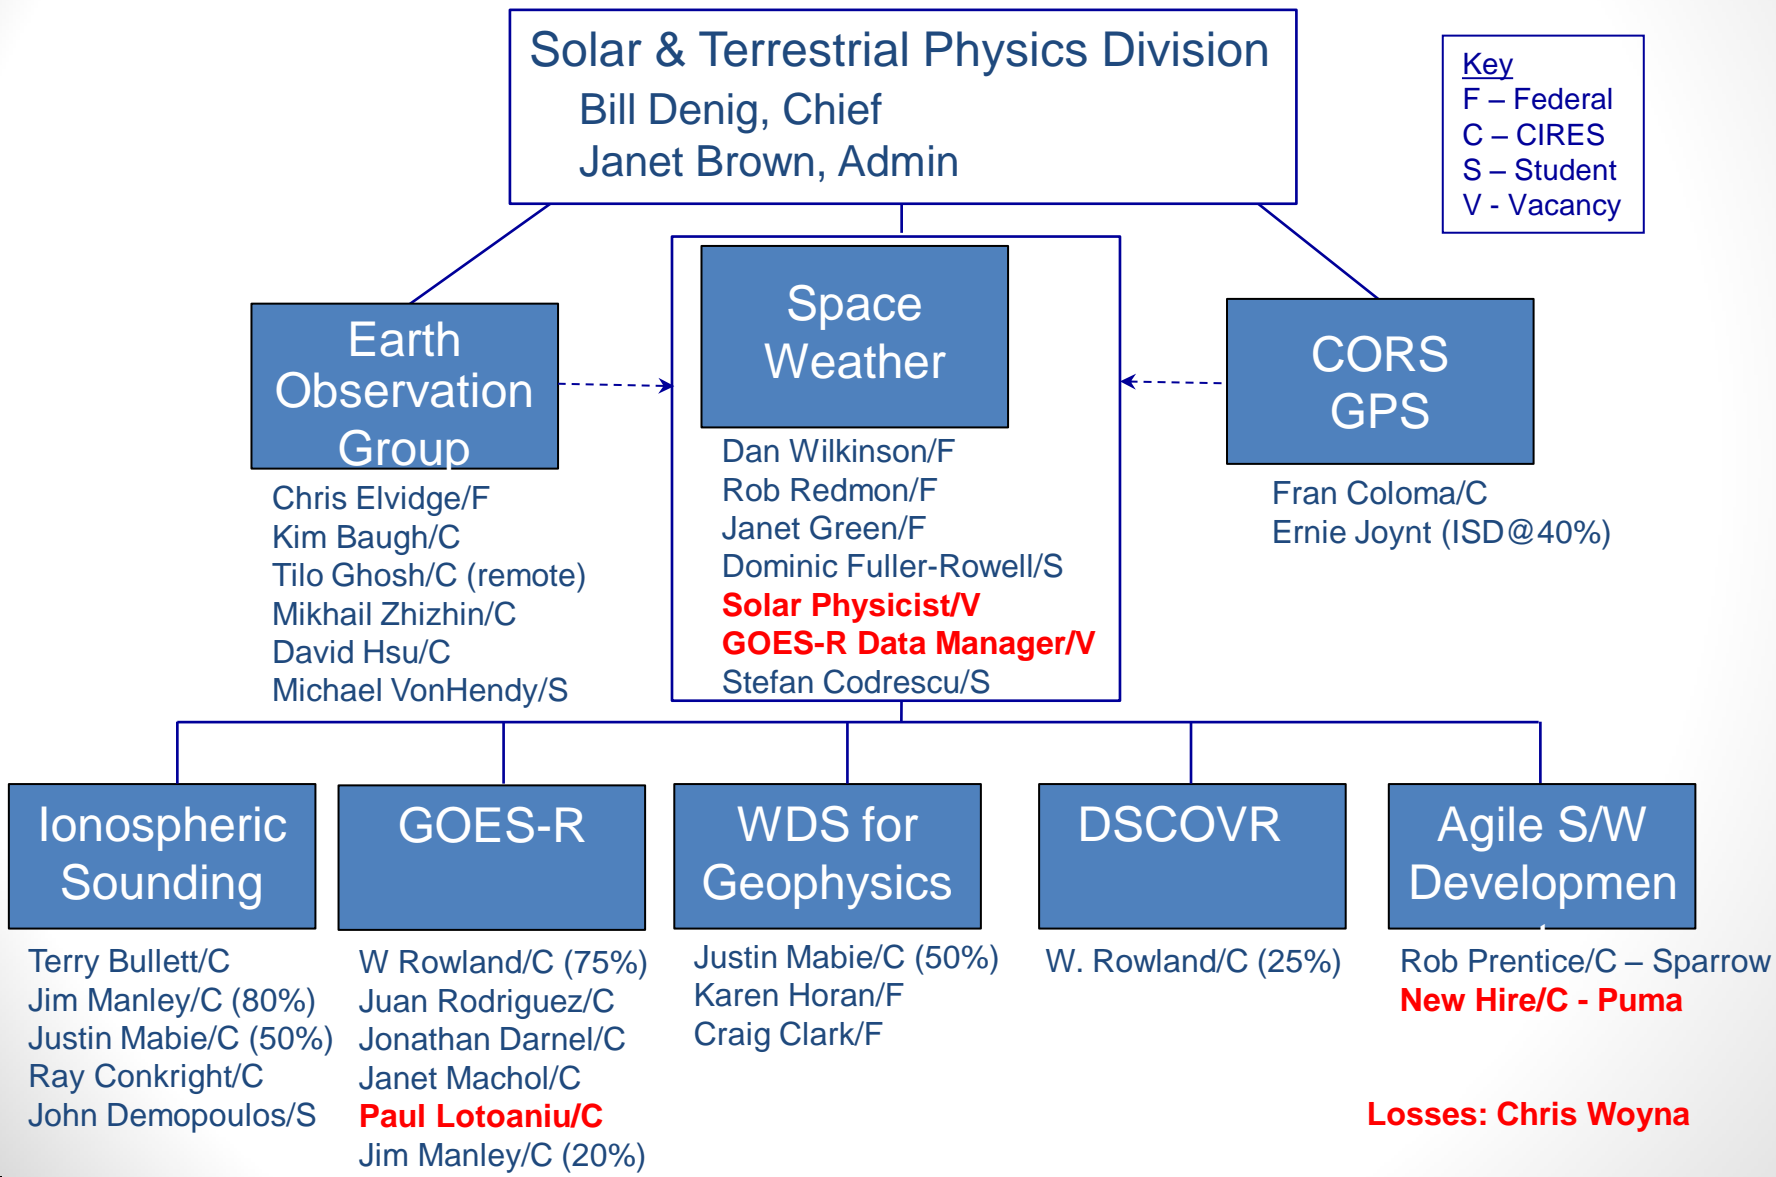 Solar & Terrestrial Physics Division
Bill Denig, Chief
Janet Brown, Admin
Key
F – Federal
C – CIRES
S – Student
V - Vacancy
Earth
Observation
Group
Chris Elvidge/F
Kim Baugh/C
Tilo Ghosh/C (remote)
Mikhail Zhizhin/C
David Hsu/C
Michael VonHendy/S
Space
Weather
Dan Wilkinson/F
Rob Redmon/F
Janet Green/F
Dominic Fuller-Rowell/S
Solar Physicist/V
GOES-R Data Manager/V
Stefan Codrescu/S
CORS
GPS
Fran Coloma/C
Ernie Joynt (ISD@40%)
Ionospheric
Sounding
Terry Bullett/C
Jim Manley/C (80%)
Justin Mabie/C (50%)
Ray Conkright/C
John Demopoulos/S
GOES-R
W Rowland/C (75%)
Juan Rodriguez/C
Jonathan Darnel/C
Janet Machol/C
Paul Lotoaniu/C
Jim Manley/C (20%)
WDS for
Geophysics
Justin Mabie/C (50%)
Karen Horan/F
Craig Clark/F
DSCOVR
W. Rowland/C (25%)
Agile S/W
Developmen
Rob Prentice/C – Sparrow
New Hire/C - Puma
Losses: Chris Woyna